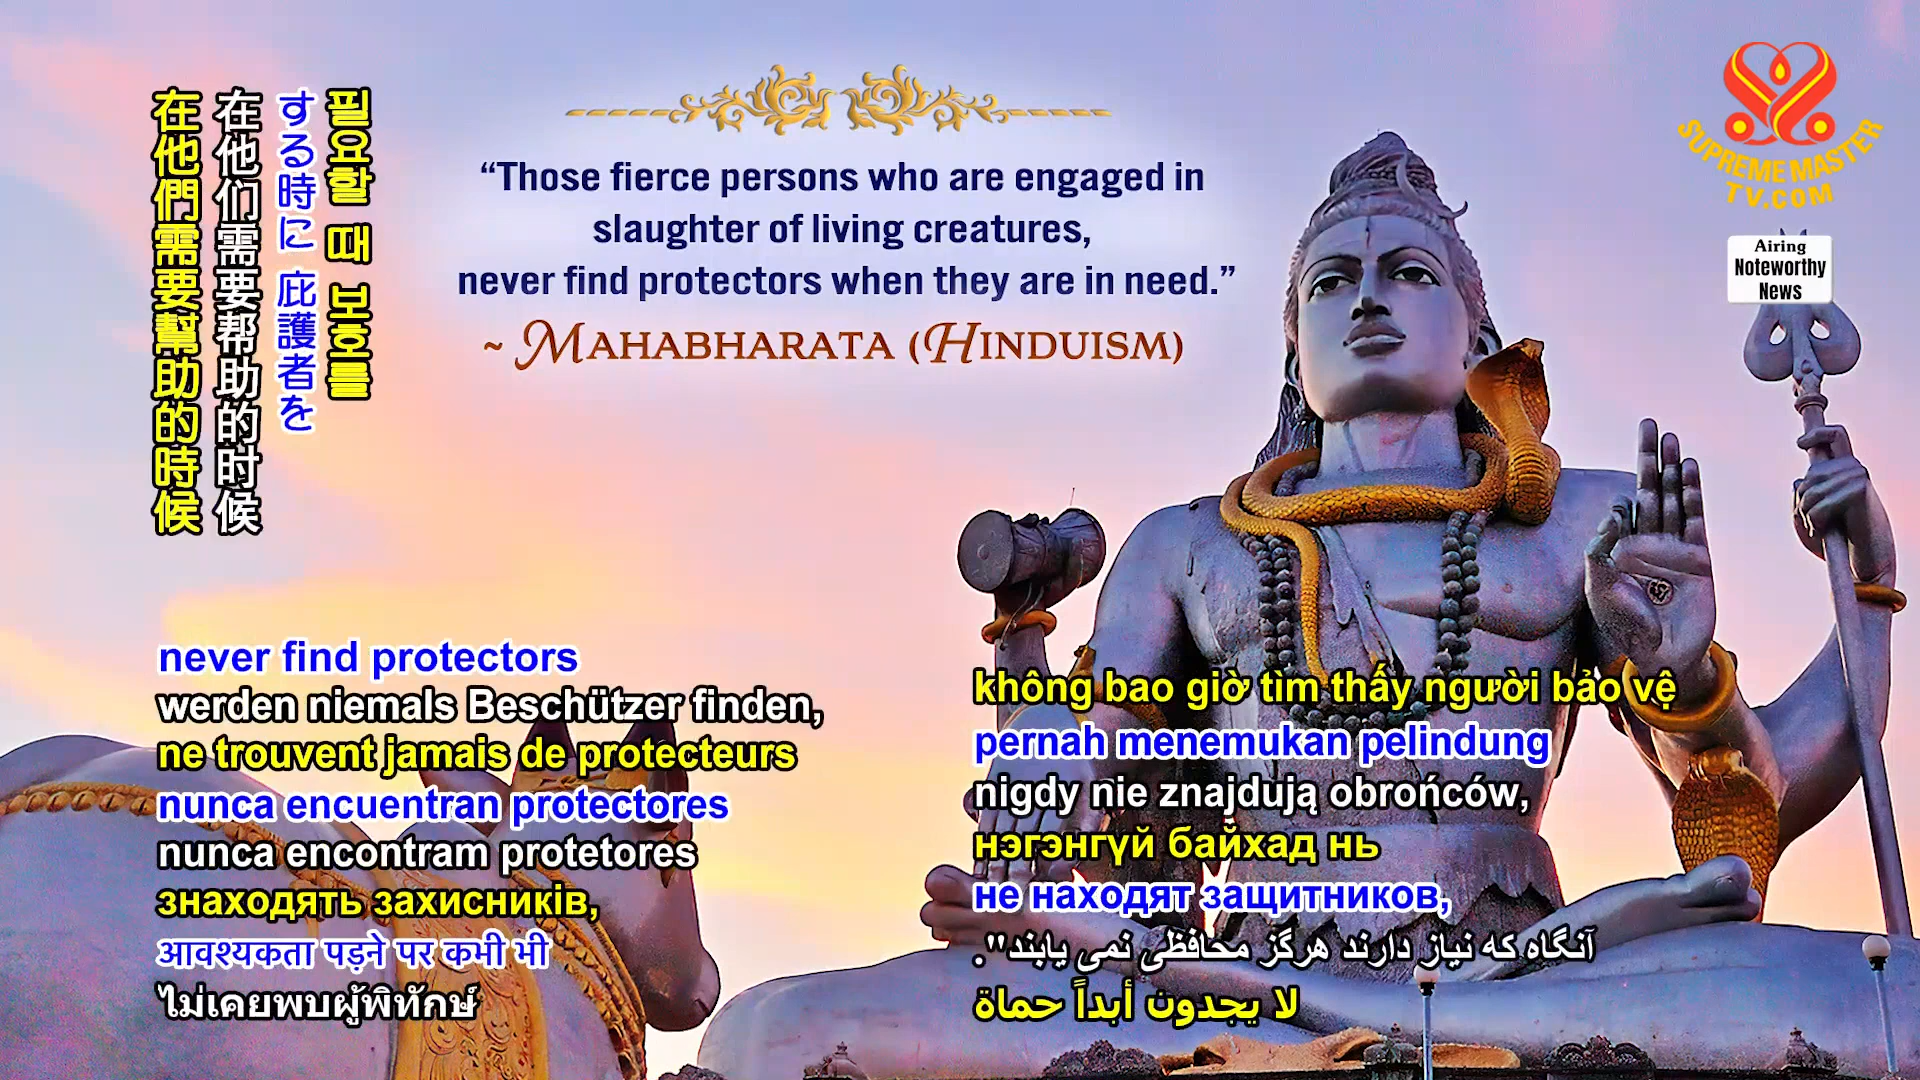 “Those fierce persons who are engaged in
slaughter of living creatures,
never find protectors when they are in need.”
~ MAHABHARATA (HINDUISM)
SUPREME MASTER
TV.COM
Airing
Noteworthy
News
필요할 때 보호를
する時に 庇護者を
在他们需要帮助的时候
在他們需要幫助的時候
never find protectors
werden niemals Beschützer finden,
ne trouvent jamais de protecteurs
nunca encuentran protectores
nunca encontram protetores
знаходять захисників,
आवश्यकता पड़ने पर कभी भी
ไม่เคยพบผู้พิทักษ์
không bao giờ tìm thấy người bảo vệ
pernah menemukan pelindung
nigdy nie znajdują obrońców,
нэгэнгүй байхад нь
не находят защитников,
آنگاه که نیاز دارند هرگز محافظی نمی یابند".
لا يجدون أبداً حماة